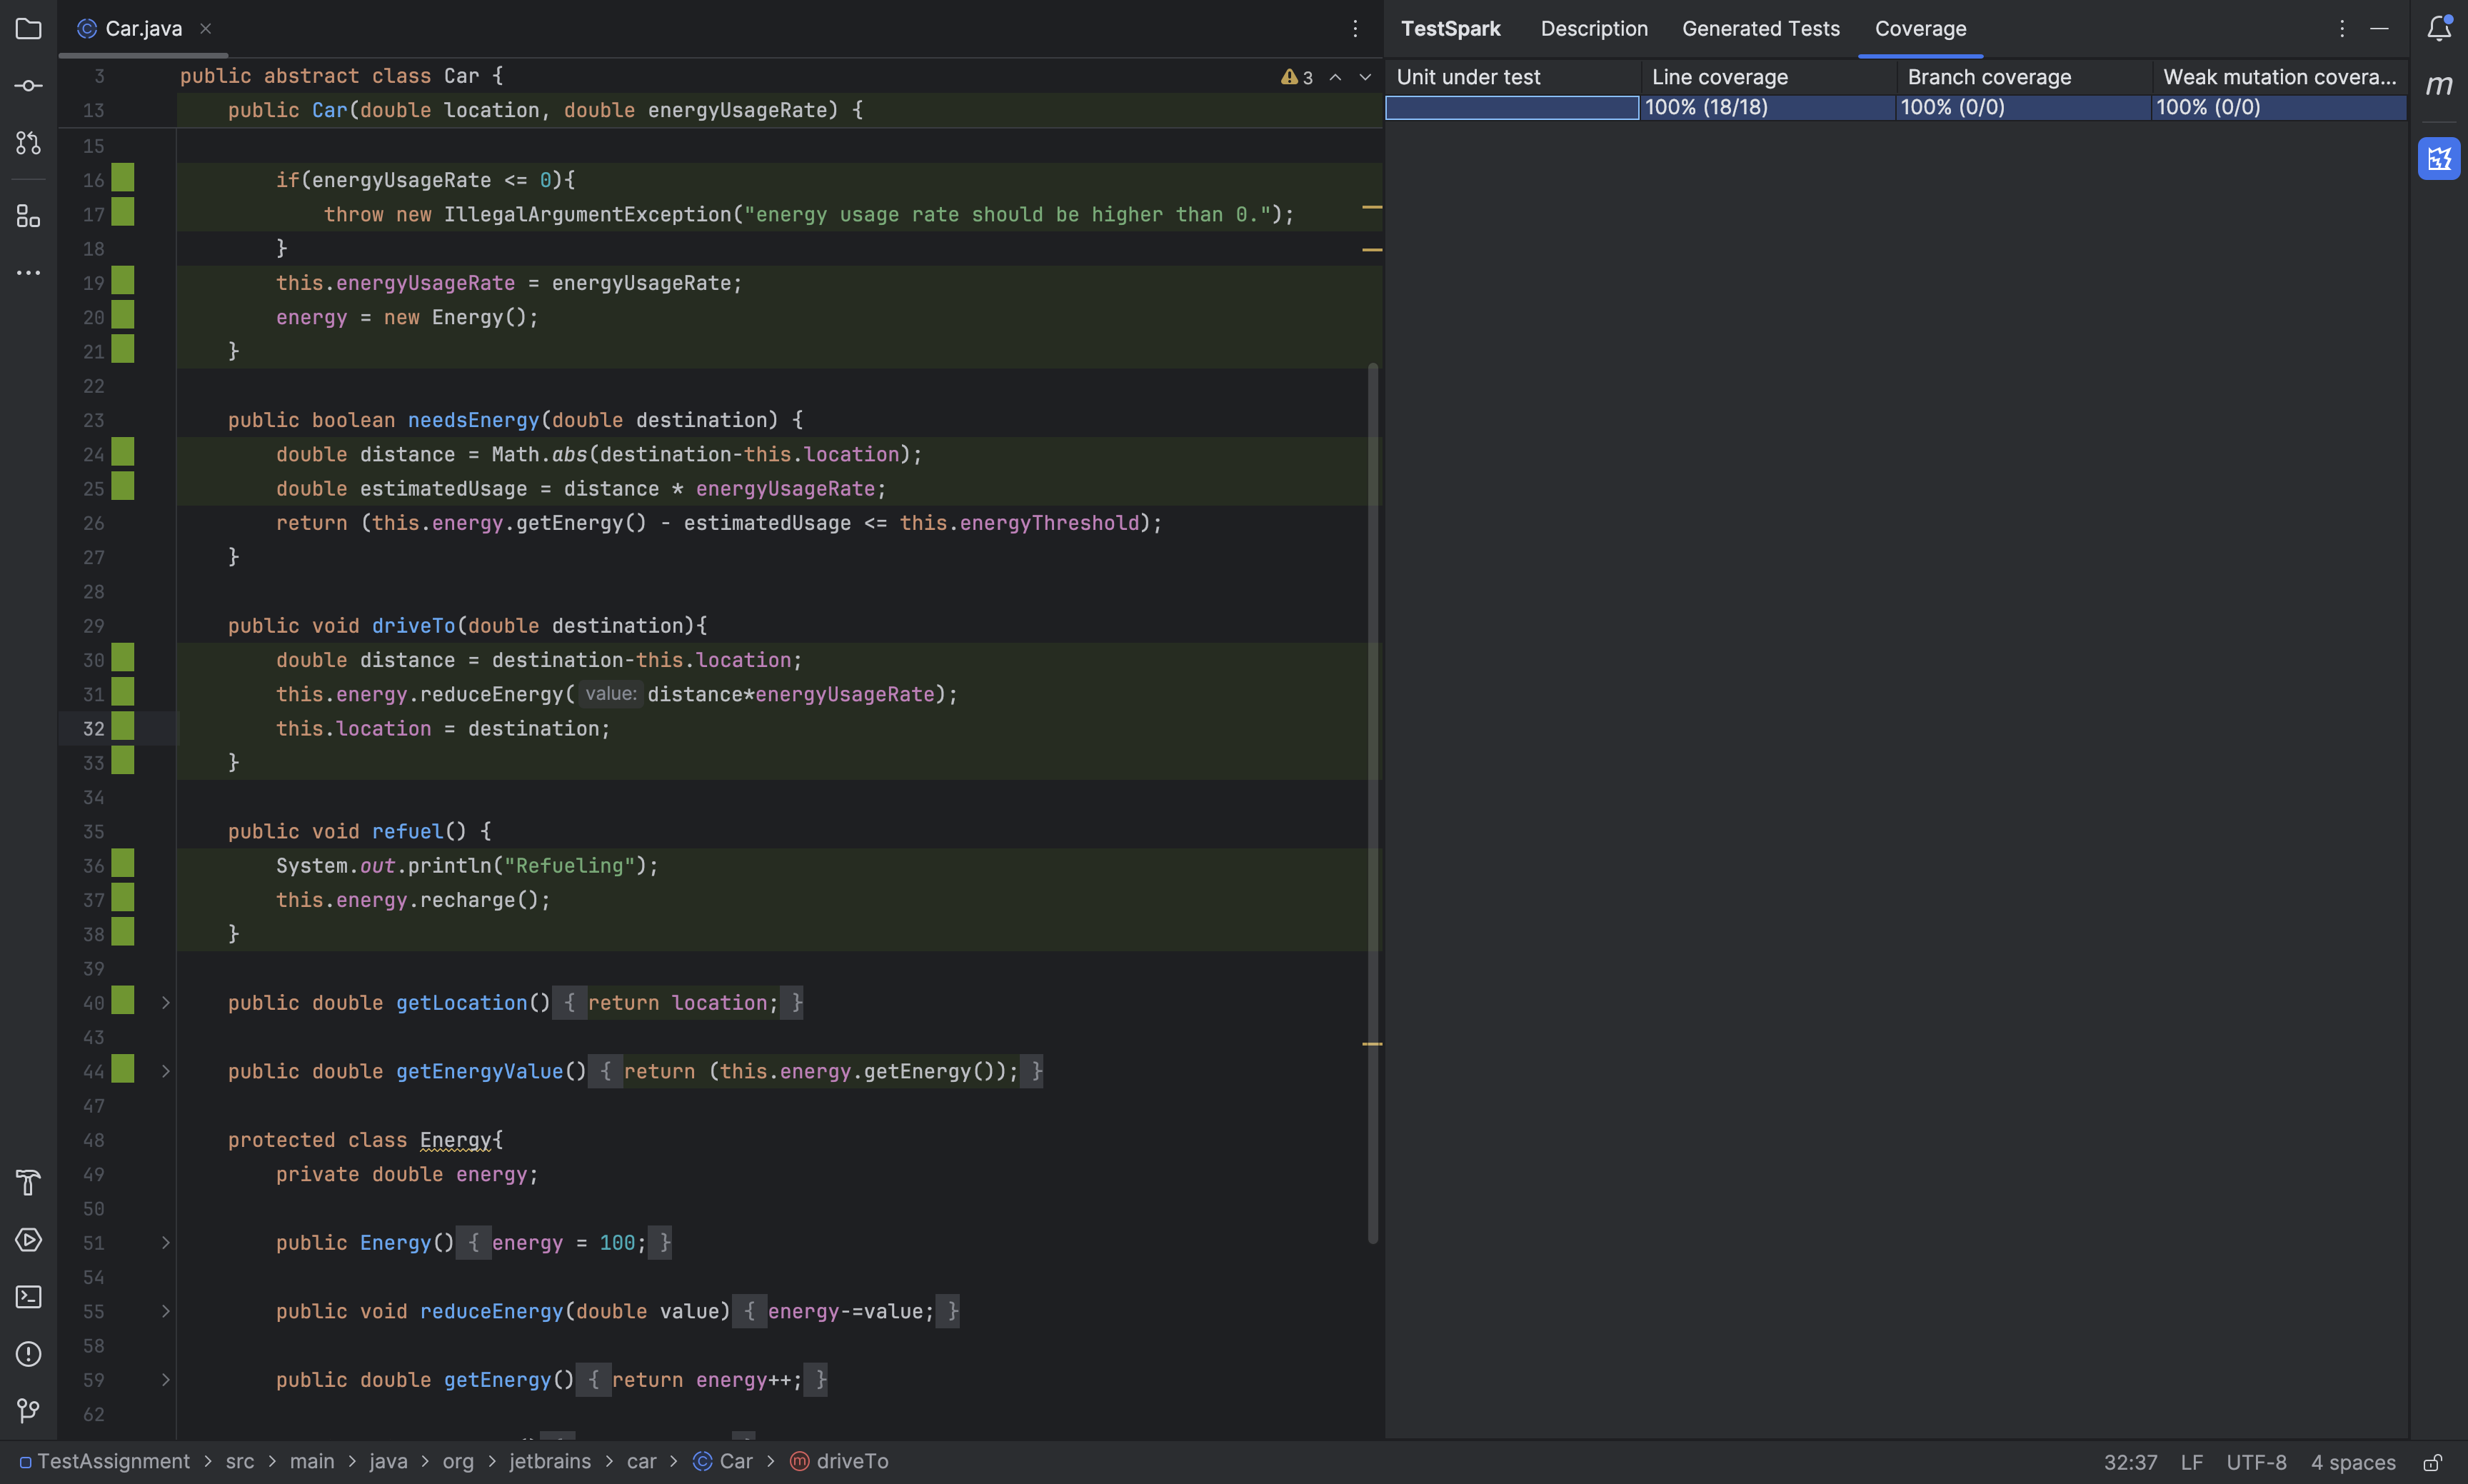 Car.java
TestSpark Description Generated Tests Coverage
Unit under test Line coverage Branch coverage Weak mutation covera...
100% (18/18) 100% (0/0) 100% (0/0)
m
3 public abstract class Car {
3
13 public Car(double location, double energyUsageRate) {
15
16 if(energyUsageRate <= 0){
17 throw new IllegalArgumentException("energy usage rate should be higher than 0.");
18 }
19 this.energyUsageRate = energyUsageRate;
20 energy = new Energy();
21 }
22
23 public boolean needsEnergy(double destination) {
24 double distance = Math.abs(destination-this.location);
25 double estimatedUsage = distance * energyUsageRate;
26 return (this.energy.getEnergy() - estimatedUsage <= this.energyThreshold);
27 }
28
29 public void driveTo(double destination){
30 double distance = destination-this.location;
31 this.energy.reduceEnergy( value: distance*energyUsageRate);
32 this.location = destination;
33 }
34
35 public void refuel() {
36 System.out.println("Refueling");
37 this.energy.recharge();
38 }
39
40 public double getLocation() { return location; }
43
44 public double getEnergyValue() { return (this.energy.getEnergy()); }
47
48 protected class Energy{
49 private double energy;
50
51 public Energy() { energy = 100; }
54
55 public void reduceEnergy(double value) { energy-=value; }
58
59 public double getEnergy() { return energy++; }
62
TestAssignment > src > main > java > org > jetbrains > car > Car > driveTo
32:37 LF UTF-8 4 spaces